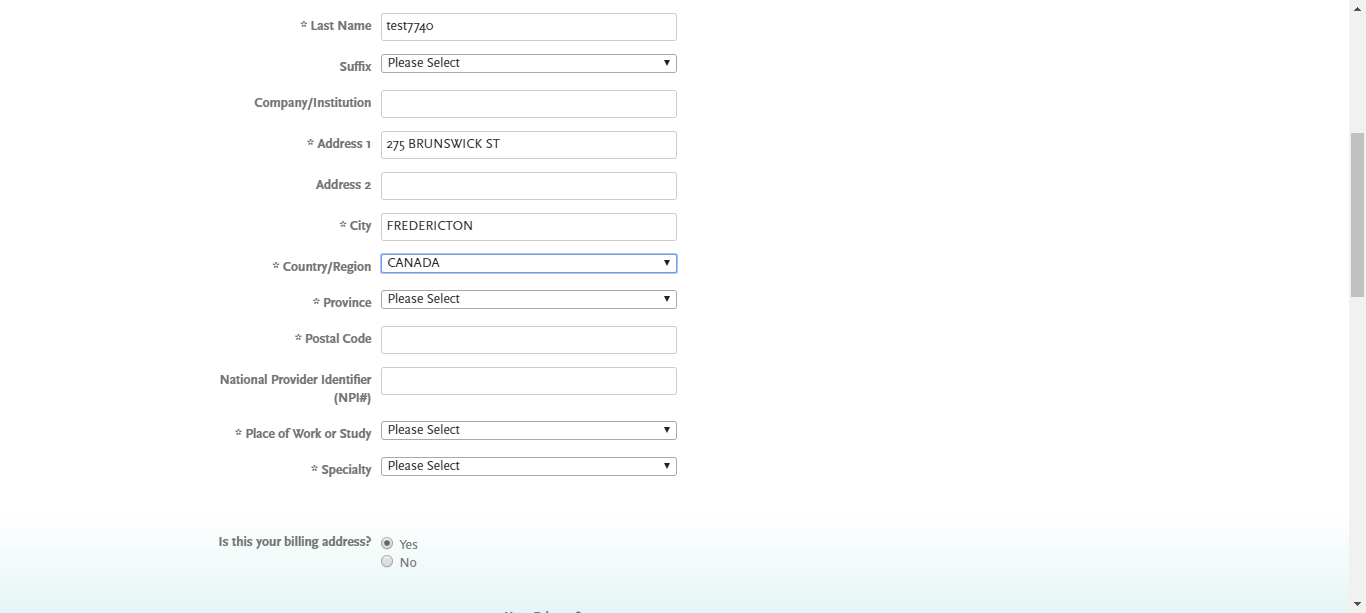 * Last Name test7740
Suffix Please Select
Company/Institution
* Address 1 275 BRUNSWICK ST
Address 2
* City FREDERICTON
* Country/Region CANADA
* Province Please Select
* Postal Code
National Provider Identifier
(NPI#)
* Place of Work or Study Please Select
* Specialty Please Select
Is this your billing address? Yes
No